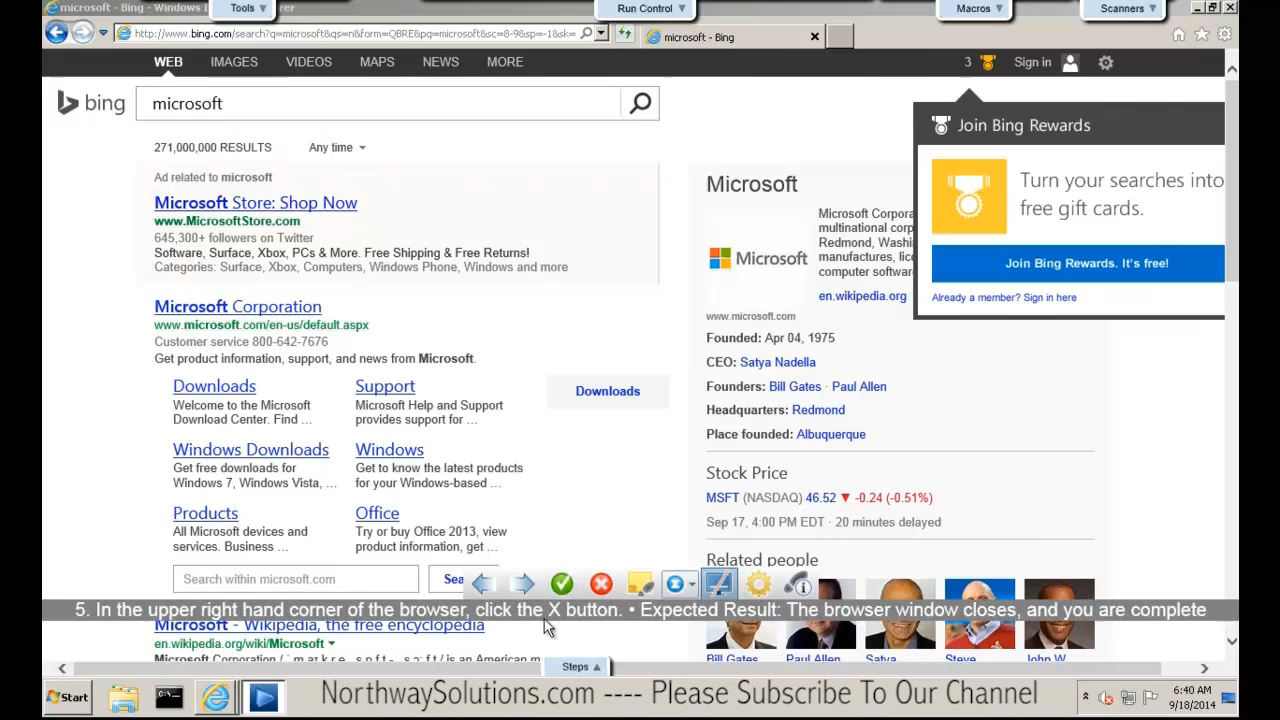 microsoft - Bing - Windows I
rer
Tools
Run Control
Macros
Scanners
http://www.bing.com/search?q=microsoft&qs=n&form=QBRE&pq=microsoft&sc=8-9&sp=-1&sk=
microsoft - Bing
WEB IMAGES VIDEOS MAPS NEWS MORE
3
Sign in
bing
microsoft
271,000,000 RESULTS Any time
Ad related to microsoft
Microsoft Store: Shop Now
www.MicrosoftStore.com
645,300+ followers on Twitter
Software, Surface, Xbox, PCs & More. Free Shipping & Free Returns!
Categories: Surface, Xbox, Computers, Windows Phone, Windows and more
Microsoft Corporation
www.microsoft.com/en-us/default.aspx
Customer service 800-642-7676
Get product information, support, and news from Microsoft.
Downloads
Welcome to the Microsoft
Download Center. Find ...
Support
Microsoft Help and Support
provides support for ...
Downloads
Windows Downloads
Get free downloads for
Windows 7, Windows Vista, ...
Windows
Get to know the latest products
for your Windows-based ...
Products
All Microsoft devices and
services. Business ...
Office
Try or buy Office 2013, view
product information, get ...
Search within microsoft.com
Sea
Microsoft - Wikipedia, the free encyclopedia
en.wikipedia.org/wiki/Microsoft
Join Bing Rewards
Turn your searches into
free gift cards.
Join Bing Rewards. It's free!
Already a member? Sign in here
Microsoft
Microsoft Corpora
multinational corp
Redmond, Washi
manufactures, lice
computer softwar
en.wikipedia.org
Microsoft
www.microsoft.com
Founded: Apr 04, 1975
CEO: Satya Nadella
Founders: Bill Gates · Paul Allen
Headquarters: Redmond
Place founded: Albuquerque
Stock Price
MSFT (NASDAQ) 46.52 ▼ -0.24 (-0.51%)
Sep 17, 4:00 PM EDT · 20 minutes delayed
Related people
Bill Gates Paul Allen Satya Steve John W.
5. In the upper right hand corner of the browser, click the X button. • Expected Result: The browser window closes, and you are complete
Steps
Start
NorthwaySolutions.com ---- Please Subscribe To Our Channel
6:40 AM
9/18/2014